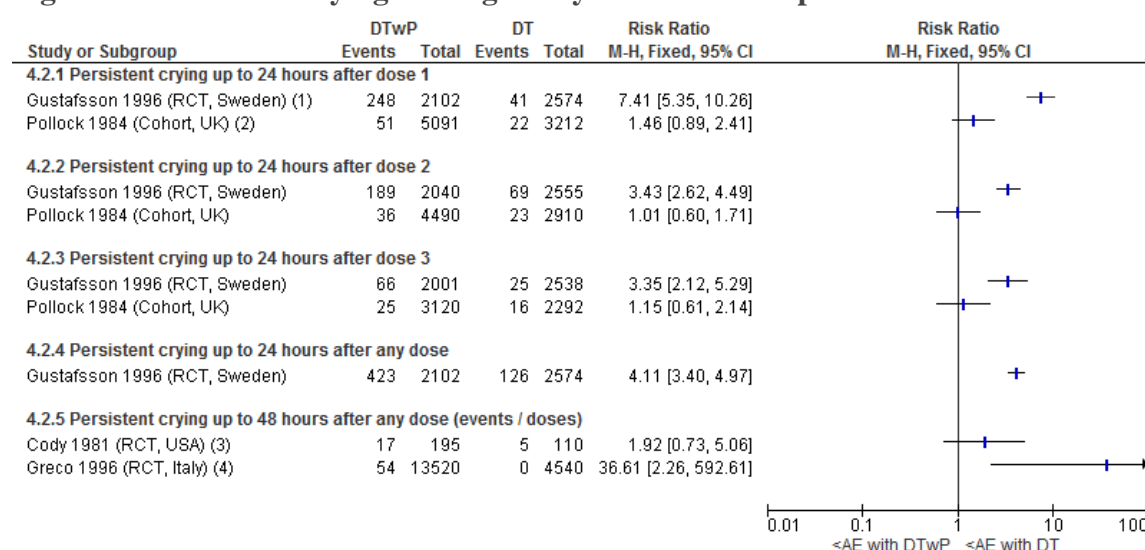 DTwP DT Risk Ratio Risk Ratio
Study or Subgroup Events Total Events Total M-H, Fixed, 95% CI M-H, Fixed, 95% CI
4.2.1 Persistent crying up to 24 hours after dose 1
Gustafsson 1996 (RCT, Sweden) (1) 248 2102 41 2574 7.41 [5.35, 10.26]
Pollock 1984 (Cohort, UK) (2) 51 5091 22 3212 1.46 [0.89, 2.41]
4.2.2 Persistent crying up to 24 hours after dose 2
Gustafsson 1996 (RCT, Sweden) 189 2040 69 2555 3.43 [2.62, 4.49]
Pollock 1984 (Cohort, UK) 36 4490 23 2910 1.01 [0.60, 1.71]
4.2.3 Persistent crying up to 24 hours after dose 3
Gustafsson 1996 (RCT, Sweden) 66 2001 25 2538 3.35 [2.12, 5.29]
Pollock 1984 (Cohort, UK) 25 3120 16 2292 1.15 [0.61, 2.14]
4.2.4 Persistent crying up to 24 hours after any dose
Gustafsson 1996 (RCT, Sweden) 423 2102 126 2574 4.11 [3.40, 4.97]
4.2.5 Persistent crying up to 48 hours after any dose (events / doses)
Cody 1981 (RCT, USA) (3) 17 195 5 110 1.92 [0.73, 5.06]
Greco 1996 (RCT, Italy) (4) 54 13520 0 4540 36.61 [2.26, 592.61]
0.01 0.1 1 10 100
<AE with DTwP <AE with DT